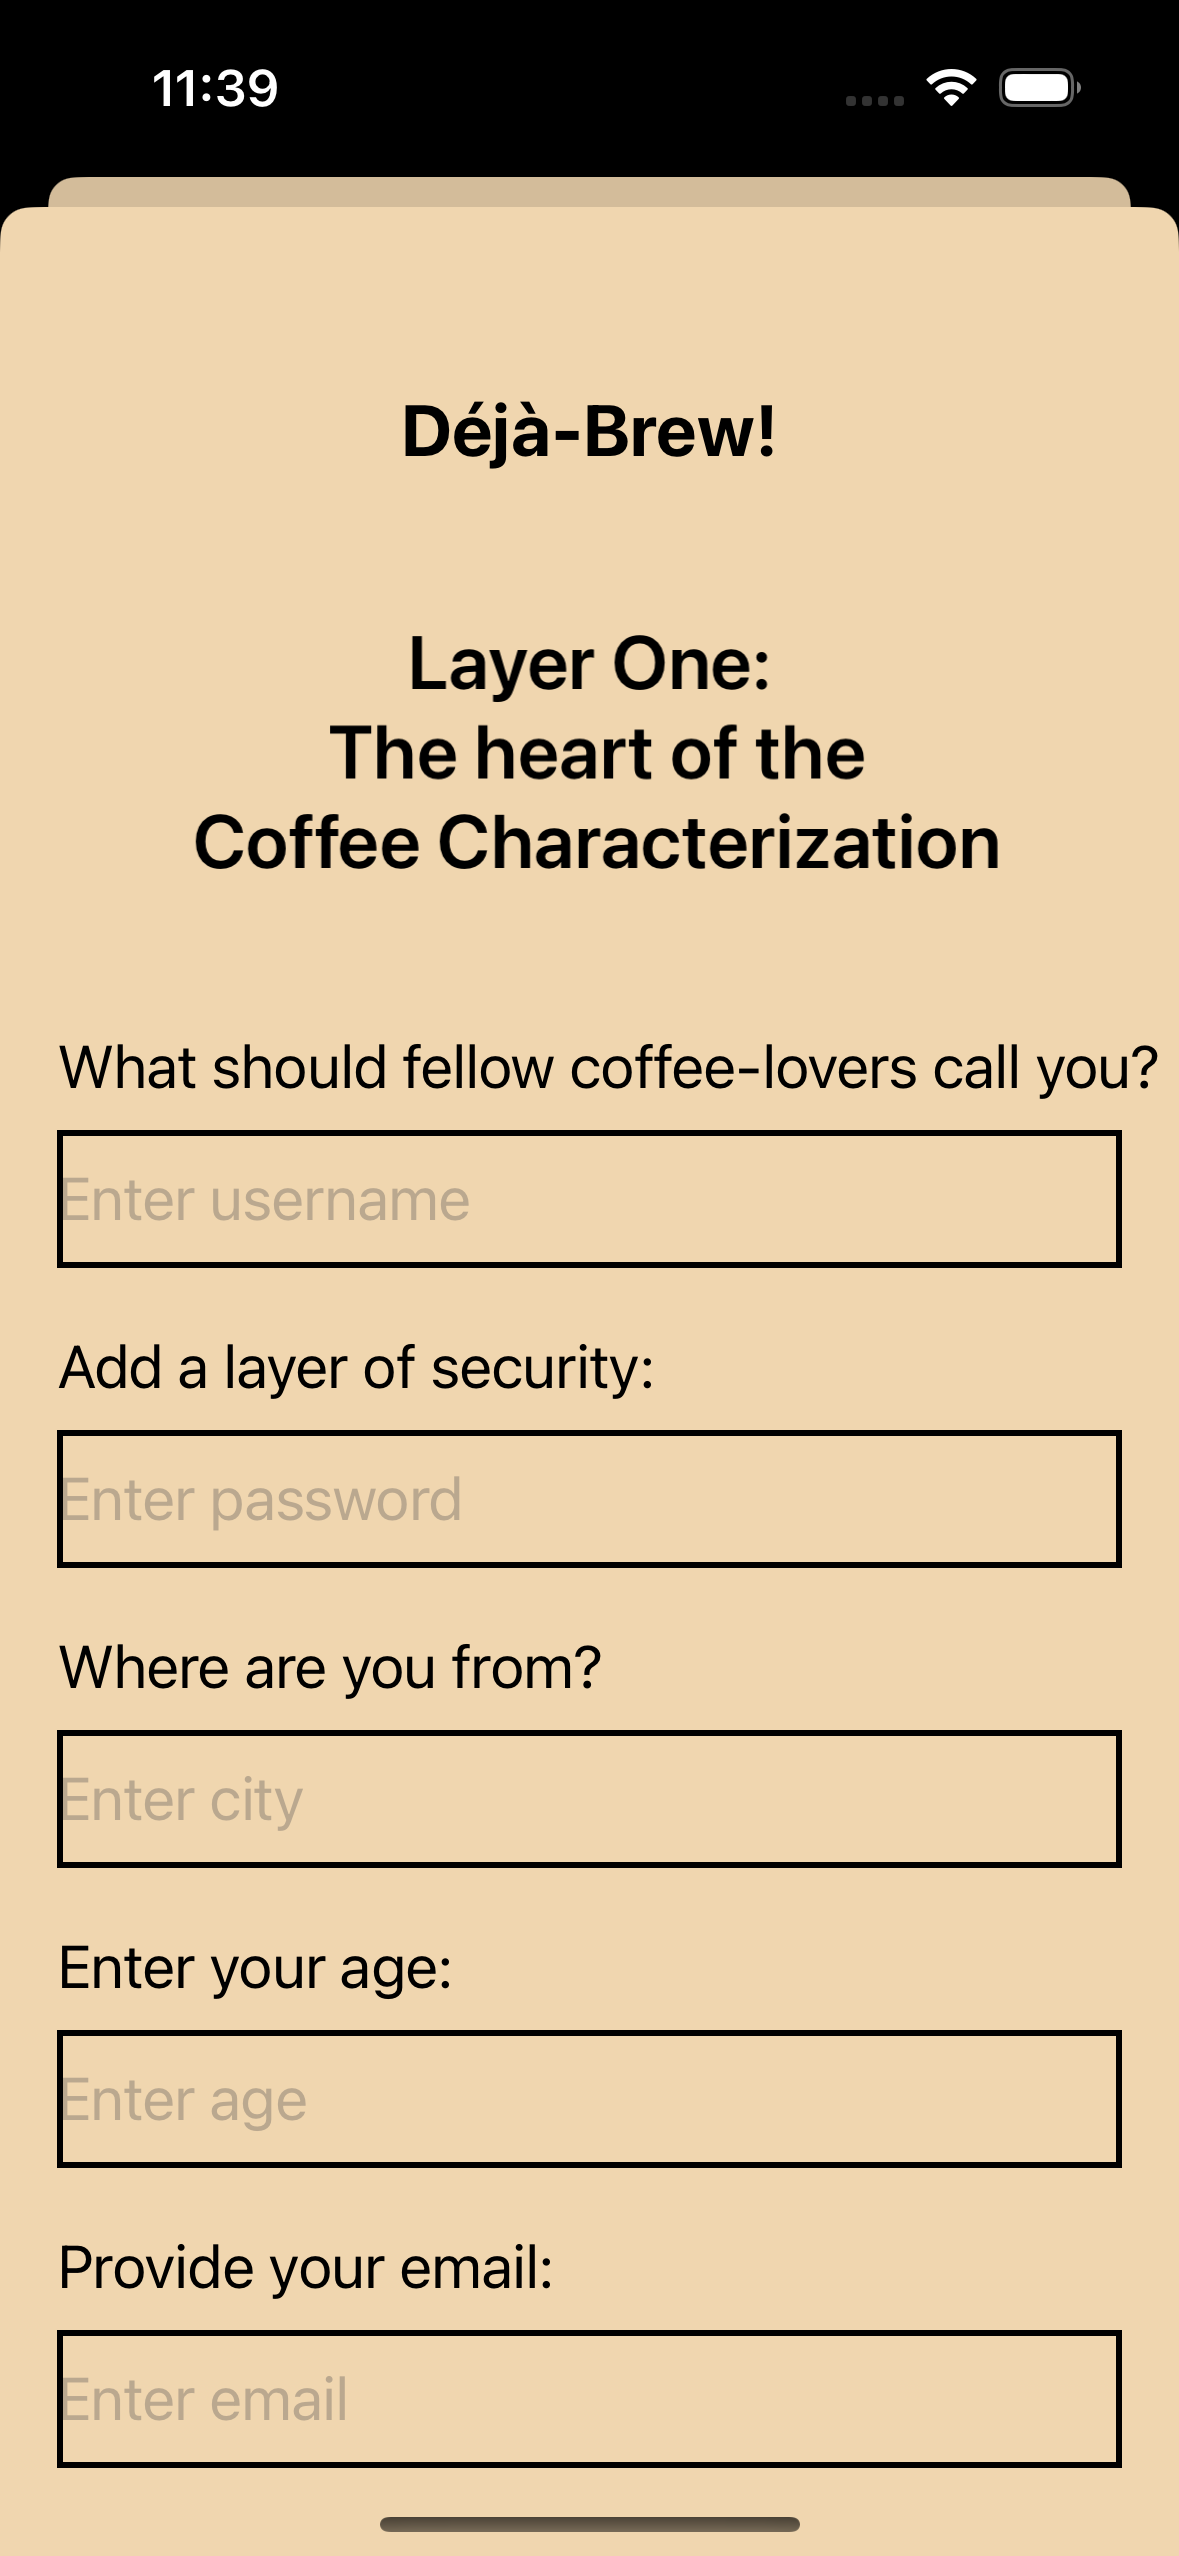 11:39
Déjà-Brew!
Layer One:
The heart of the
Coffee Characterization
What should fellow coffee-lovers call you?
Enter username
Add a layer of security:
Enter password
Where are you from?
Enter city
Enter your age:
Enter age
Provide your email:
Enter email